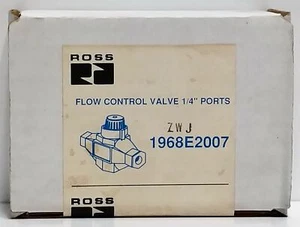 ROSS
FLOW CONTROL VALVE 1/4" PORTS
ZWJ
1968E2007
ROSS